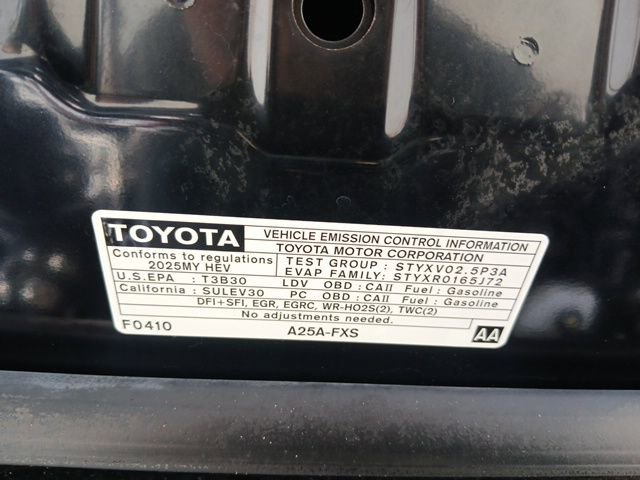 TOYOTA VEHICLE EMISSION CONTROL INFORMATION
TOYOTA MOTOR CORPORATION
Conforms to regulations TEST GROUP : STYXV02.5P3A
2025MY HEV EVAP FAMILY: STYXR0165J72
U.S.EPA : T3B30 LDV OBD : CAII Fuel : Gasoline
California : SULEV30 PC OBD : CAII Fuel : Gasoline
DFI+SFI, EGR, EGRC, WR-HO2S(2), TWC(2)
No adjustments needed.
F0410 A25A-FXS AA